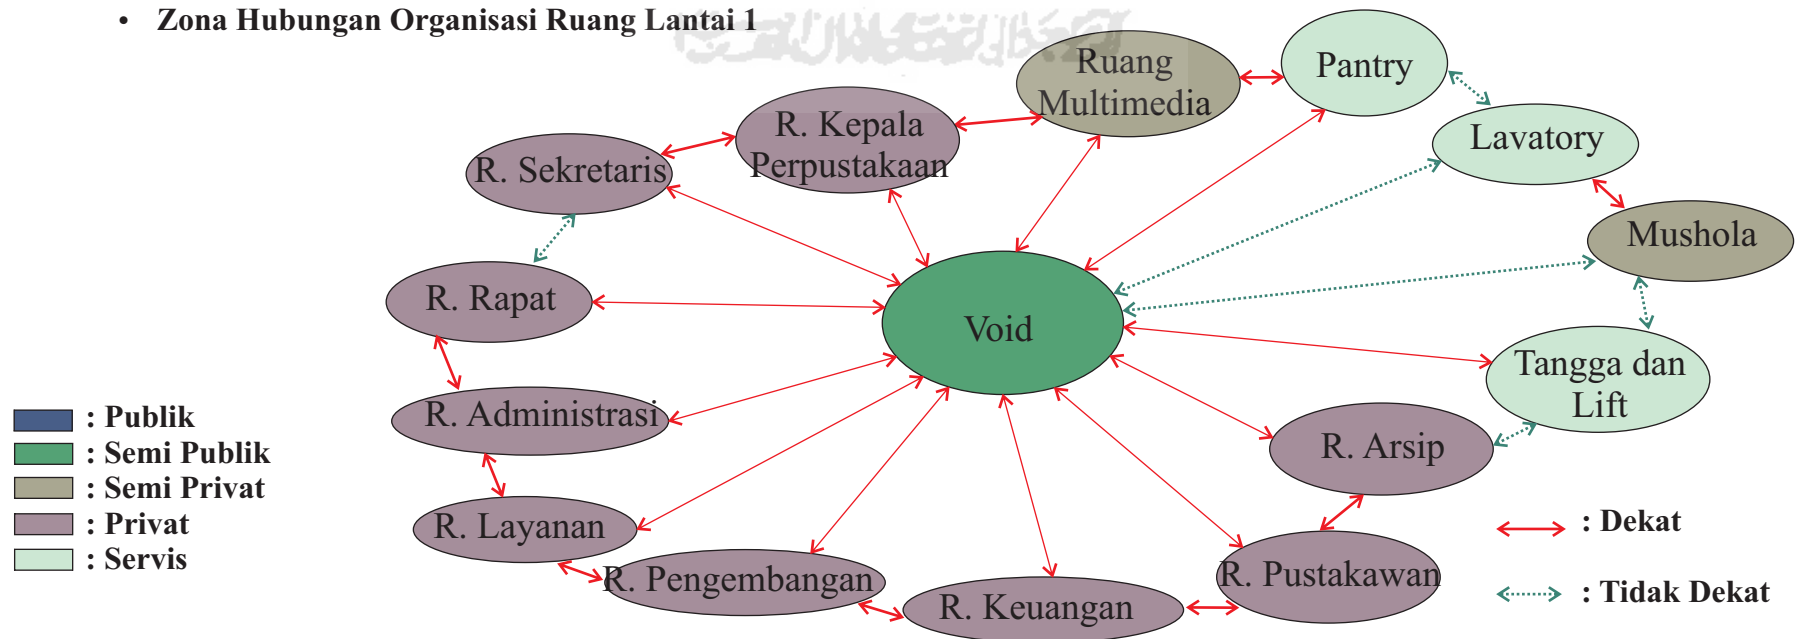 • Zona Hubungan Organisasi Ruang Lantai 1
Ruang
Multimedia
Pantry
Lavatory
Mushola
Tangga dan
Lift
R. Arsip
R. Pustakawan
R. Keuangan
R. Pengembangan
R. Layanan
R. Administrasi
R. Rapat
R. Sekretaris
R. Kepala
Perpustakaan
Void
: Publik
: Semi Publik
: Semi Privat
: Privat
: Servis
: Dekat
: Tidak Dekat